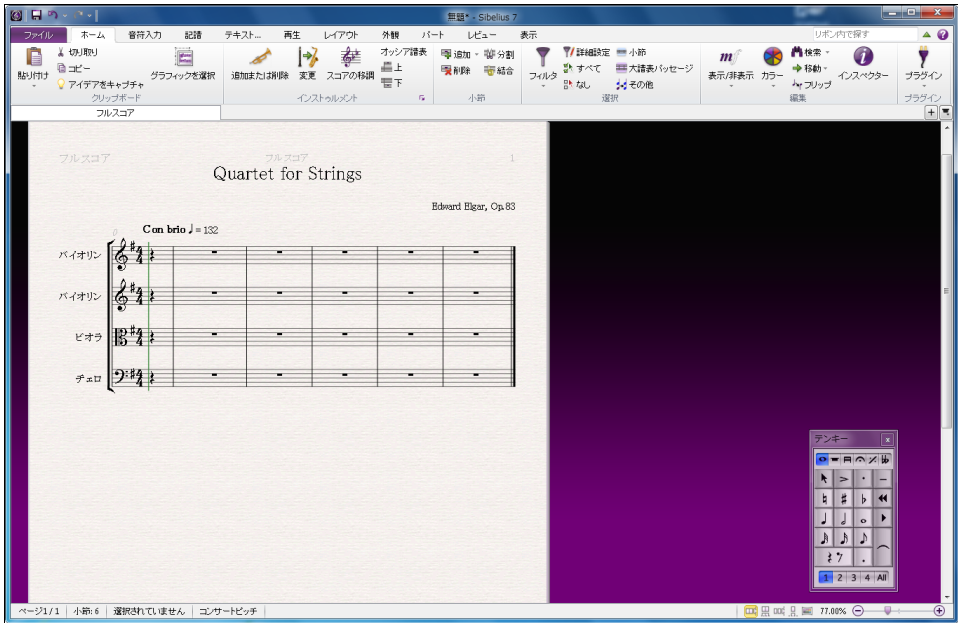 無題* - Sibelius 7
ファイル ホーム 音符入力 記譜 テキスト... 再生 レイアウト 外観 パート レビュー 表示 リボン内で探す
貼り付け
切り取り
コピー
アイデアをキャプチャ
グラフィックを選択
クリップボード
追加または削除 変更 スコアの移調
オッシア譜表
上
下
インストゥルメント
追加 分割
削除 結合
小節
フィルタ
詳細設定 小節
すべて 大譜表/パッセージ
なし その他
選択
表示/非表示 カラー
検索
移動
フリップ
インスペクター
編集
プラグイン
プラグイン
フルスコア
フルスコア フルスコア 1
Quartet for Strings
Edward Elgar, Op.83
Con brio ♩ = 132
バイオリン
バイオリン
ビオラ
チェロ
テンキー
1 2 3 4 All
ページ1/1 小節: 6 選択されていません コンサートピッチ 77.00%